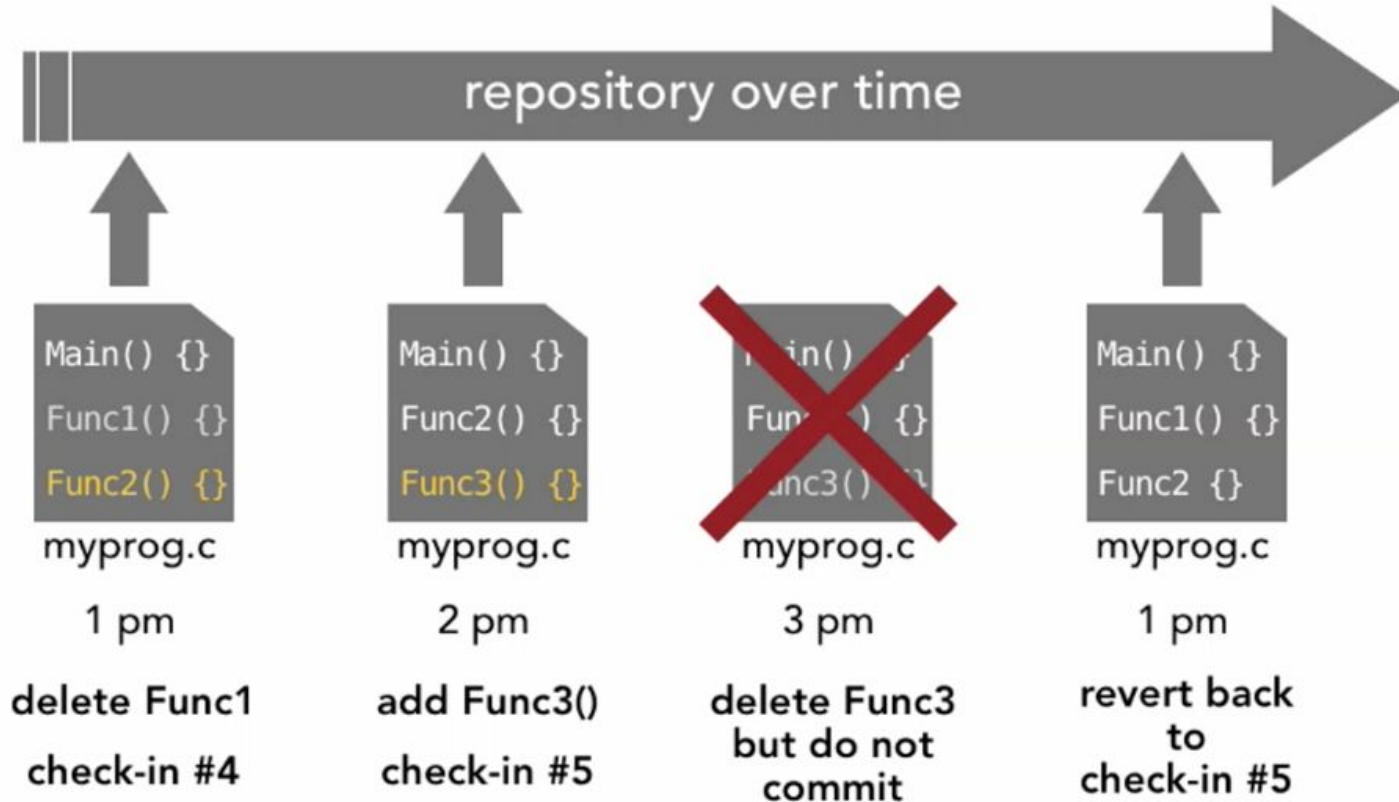 repository over time
Main() {}
Func1() {}
Func2() {}
myprog.c
1 pm
delete Func1
check-in #4
Main() {}
Func2() {}
Func3() {}
myprog.c
2 pm
add Func3()
check-in #5
{}
myprog.c
3 pm
delete Func3
but do not
commit
Main() {}
Func1() {}
Func2 {}
myprog.c
1 pm
revert back
to
check-in #5